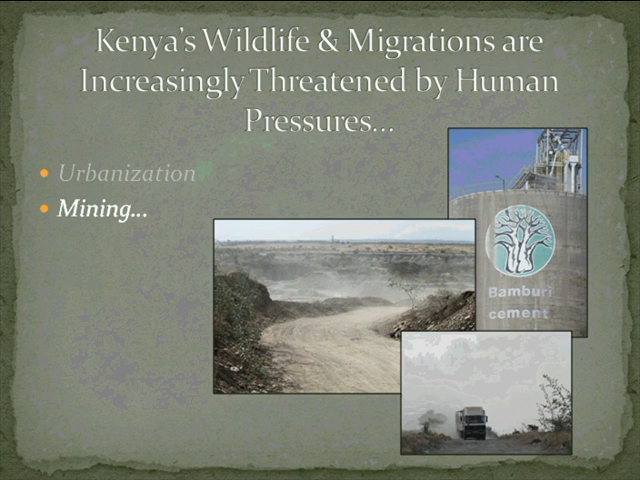 Kenya's Wildlife & Migrations are
Increasingly Threatened by Human
Pressures...
Urbanization
Mining...
Bamburi
cement